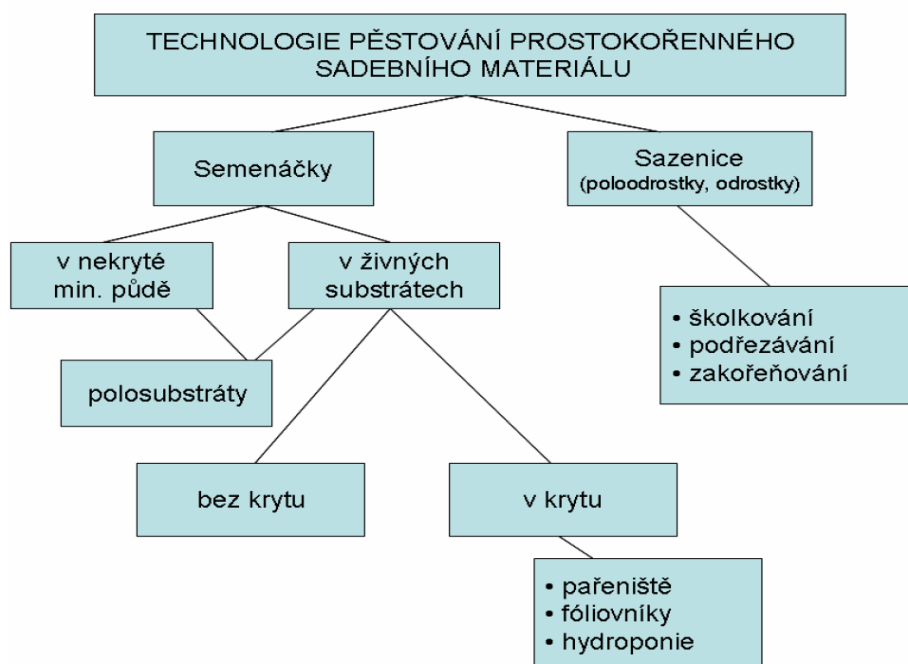 TECHNOLOGIE PĚSTOVÁNÍ PROSTOKOŘENNÉHO
SADEBNÍHO MATERIÁLU
Semenáčky
Sazenice
(poloodrostky, odrostky)
v nekryté
min. půdě
v živných
substrátech
• školkování
• podřezávání
• zakořeňování
polosubstráty
bez krytu
v krytu
• pařeniště
• fóliovníky
• hydroponie